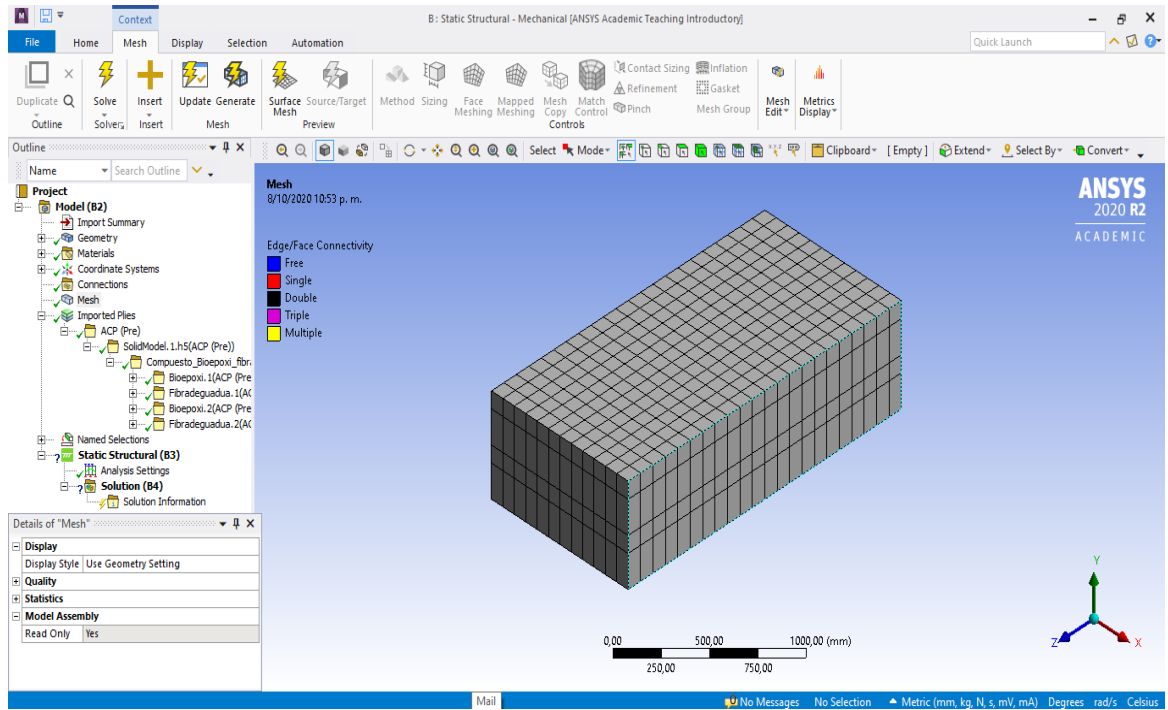 B : Static Structural - Mechanical [ANSYS Academic Teaching Introductory]
Context
File Home Mesh Display Selection Automation
Quick Launch
Duplicate Q Solve Insert Update Generate Surface Mesh Source/Target Method Sizing Face Meshing Mapped Meshing Mesh Copy Match Control
Contact Sizing Inflation
Refinement Gasket
Pinch Mesh Group
Mesh Edit Metrics Display
Outline Solvers Insert Mesh Preview Controls
Outline
Select Mode Clipboard [ Empty ] Extend Select By Convert
Name Search Outline
Project
Model (B2)
Import Summary
Geometry
Materials
Coordinate Systems
Connections
Mesh
Imported Plies
ACP (Pre)
SolidModel.1.h5(ACP (Pre))
Compuesto_Bioepoxi_fibr
Bioepoxi.1(ACP (Pre
Fibradeguadua.1(AC
Bioepoxi.2(ACP (Pre
Fibradeguadua.2(AC
Named Selections
Static Structural (B3)
Analysis Settings
Solution (B4)
Solution Information
Details of "Mesh"
Display
Display Style Use Geometry Setting
Quality
Statistics
Model Assembly
Read Only Yes
Mesh
8/10/2020 10:53 p. m.
Edge/Face Connectivity
Free
Single
Double
Triple
Multiple
ANSYS
2020 R2
ACADEMIC
0,00 500,00 1000,00 (mm)
250,00 750,00
Y
Z X
Mail
No Messages No Selection Metric (mm, kg, N, s, mV, mA) Degrees rad/s Celsius